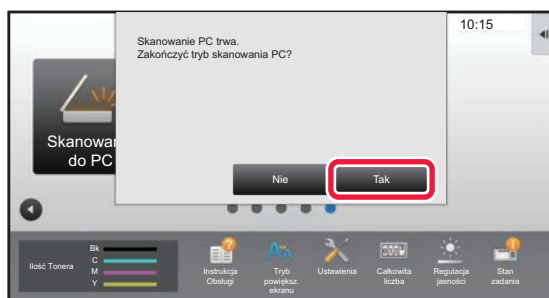 10:15
Skanowanie PC trwa.
Zakończyć tryb skanowania PC?
Skanowan
do PC
Nie
Tak
Ilość Tonera
Bk
C
M
Y
Instrukcja
Obsługi
Tryb
powiększ.
ekranu
Ustawienia
Całkowita
liczba
Regulacja
jasności
Stan
zadania